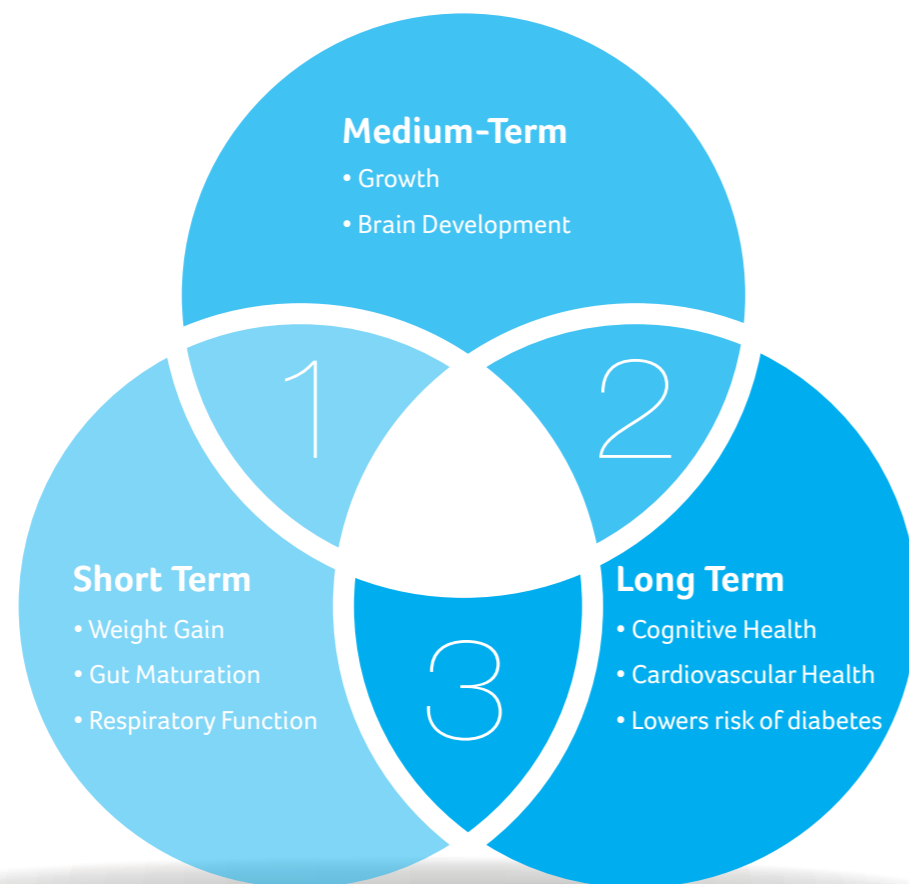 Medium-Term
• Growth
• Brain Development
1
2
Short Term
• Weight Gain
• Gut Maturation
• Respiratory Function
Long Term
• Cognitive Health
• Cardiovascular Health
• Lowers risk of diabetes
3